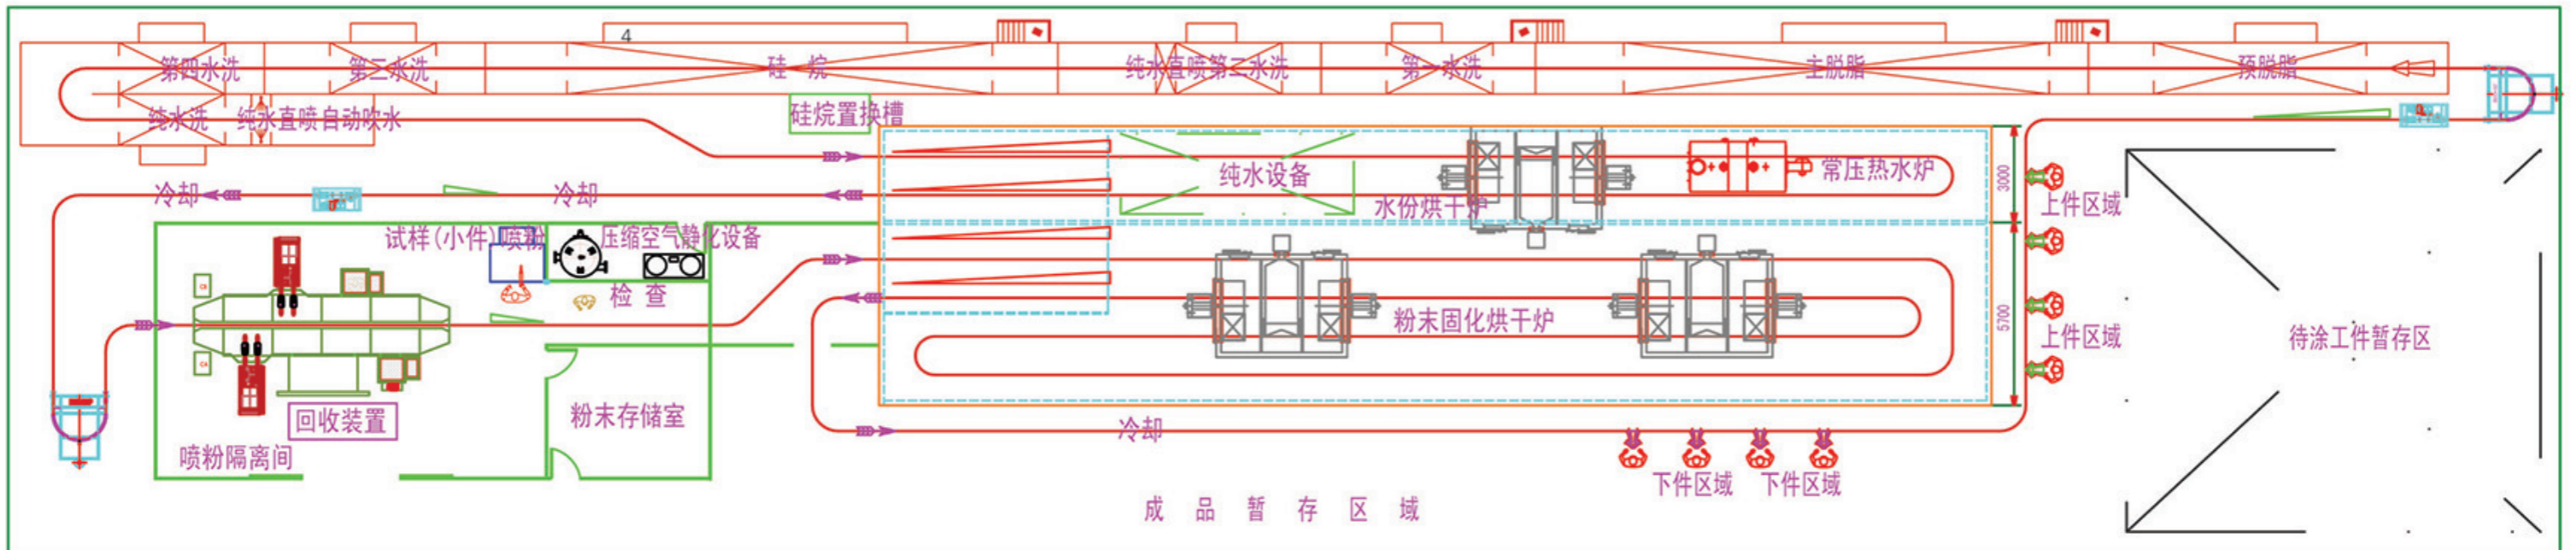 4
第四水洗
第三水洗
硅 烷
纯水直喷
第二水洗
第一水洗
主脱脂
预脱脂
纯水洗
纯水直喷
自动吹水
硅烷置换槽
冷却
冷却
纯水设备
水份烘干炉
常压热水炉
3000
上件区域
试样(小件)喷粉
压缩空气静化设备
检 查
粉末固化烘干炉
5700
上件区域
待涂工件暂存区
回收装置
粉末存储室
喷粉隔离间
冷却
下件区域
下件区域
成 品 暂 存 区 域